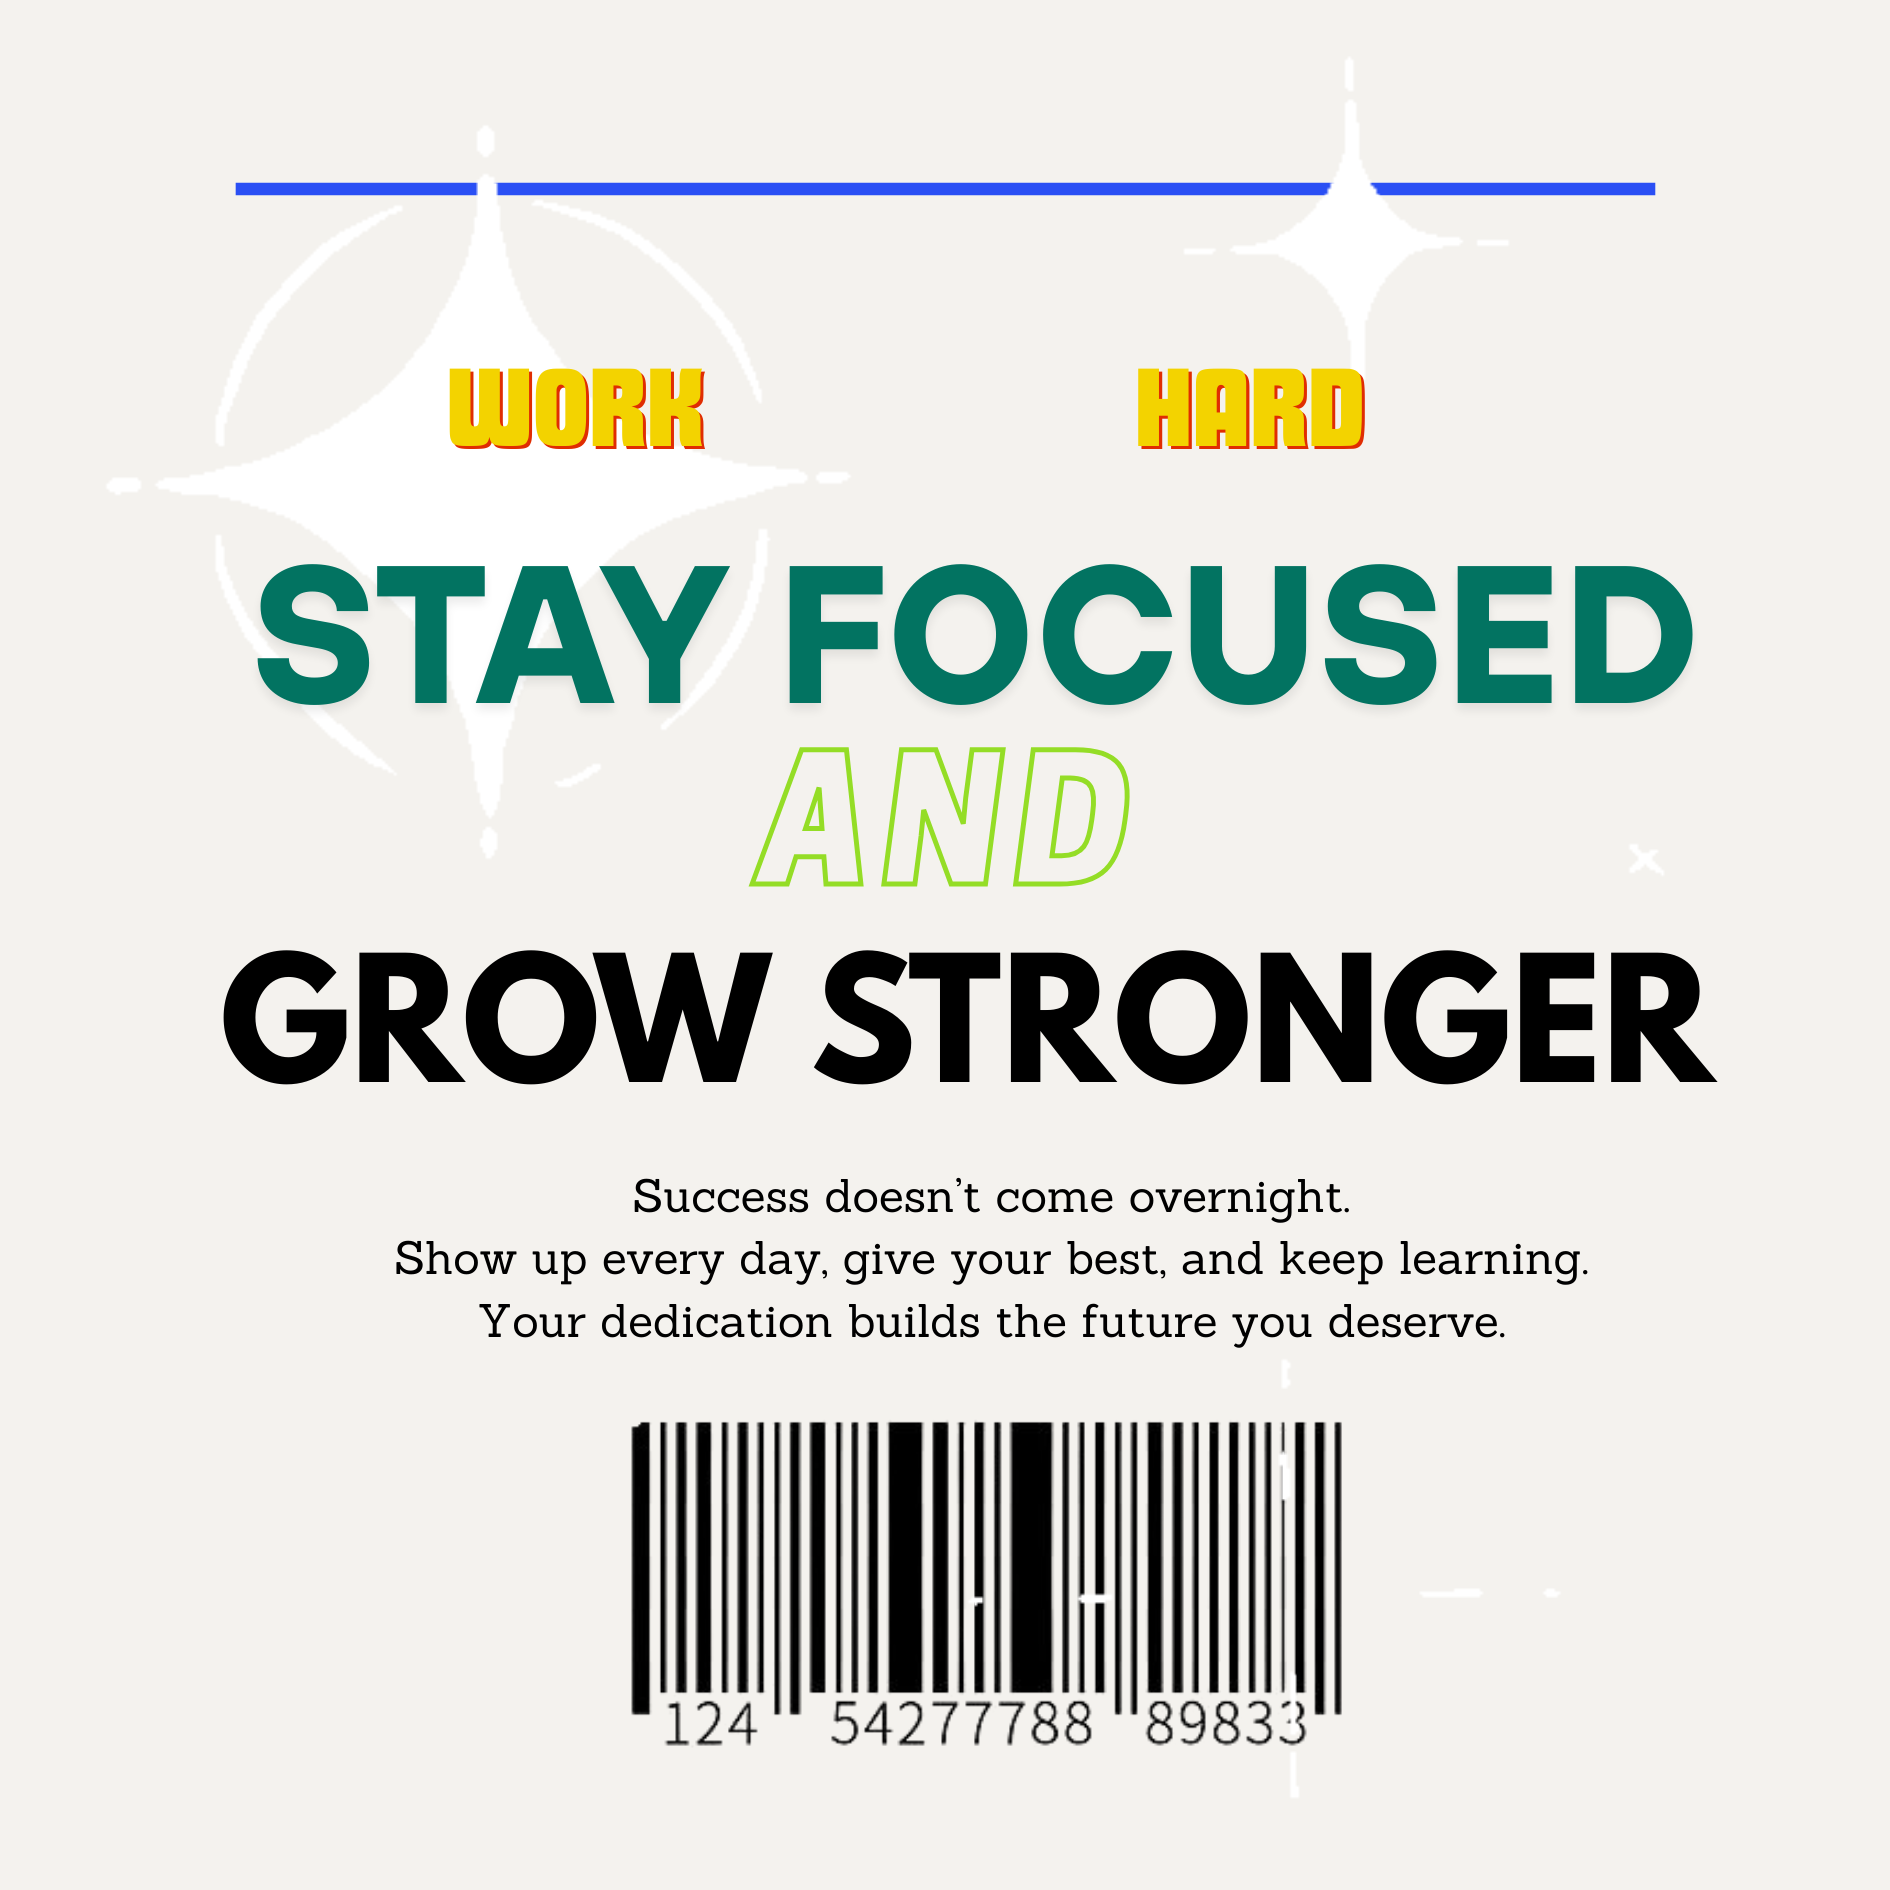 WORK HARD
STAY FOCUSED
AND
GROW STRONGER
Success doesn’t come overnight.
Show up every day, give your best, and keep learning.
Your dedication builds the future you deserve.
124 54277788 89833